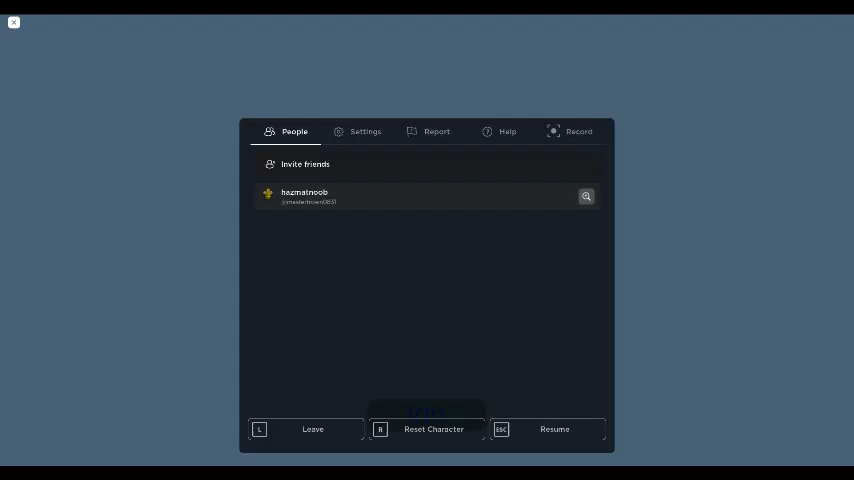 People
Settings
Report
Help
Record
Invite friends
hazmatnoob
L
Leave
R
Reset Character
ESC
Resume